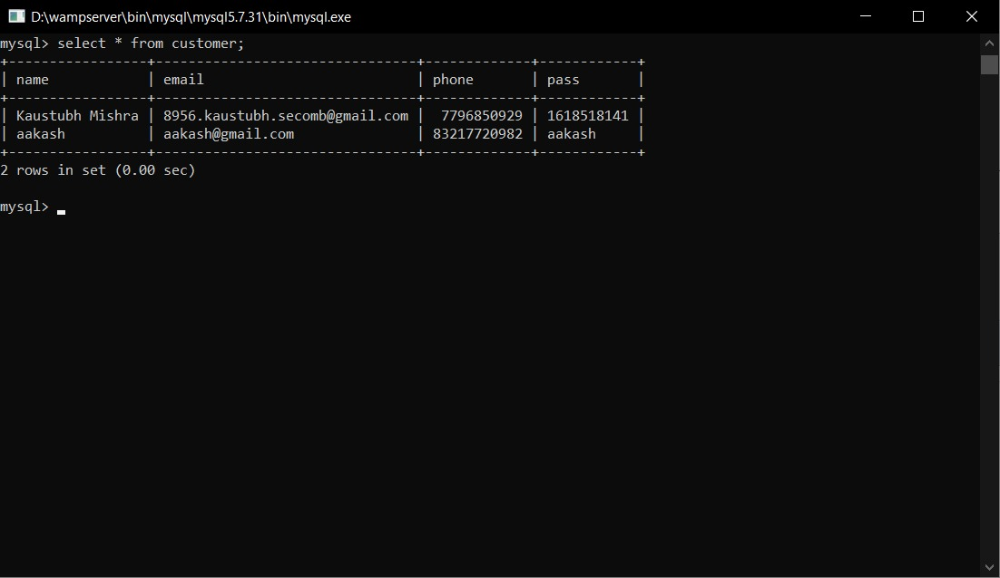 D:\wampserver\bin\mysql\mysql5.7.31\bin\mysql.exe
mysql> select * from customer;
+-----------------+--------------------------------+-------------+------------+
| name            | email                          | phone       | pass       |
+-----------------+--------------------------------+-------------+------------+
| Kaustubh Mishra | 8956.kaustubh.secomb@gmail.com |  7796850929 | 1618518141 |
| aakash          | aakash@gmail.com               | 83217720982 | aakash     |
+-----------------+--------------------------------+-------------+------------+
2 rows in set (0.00 sec)
mysql>